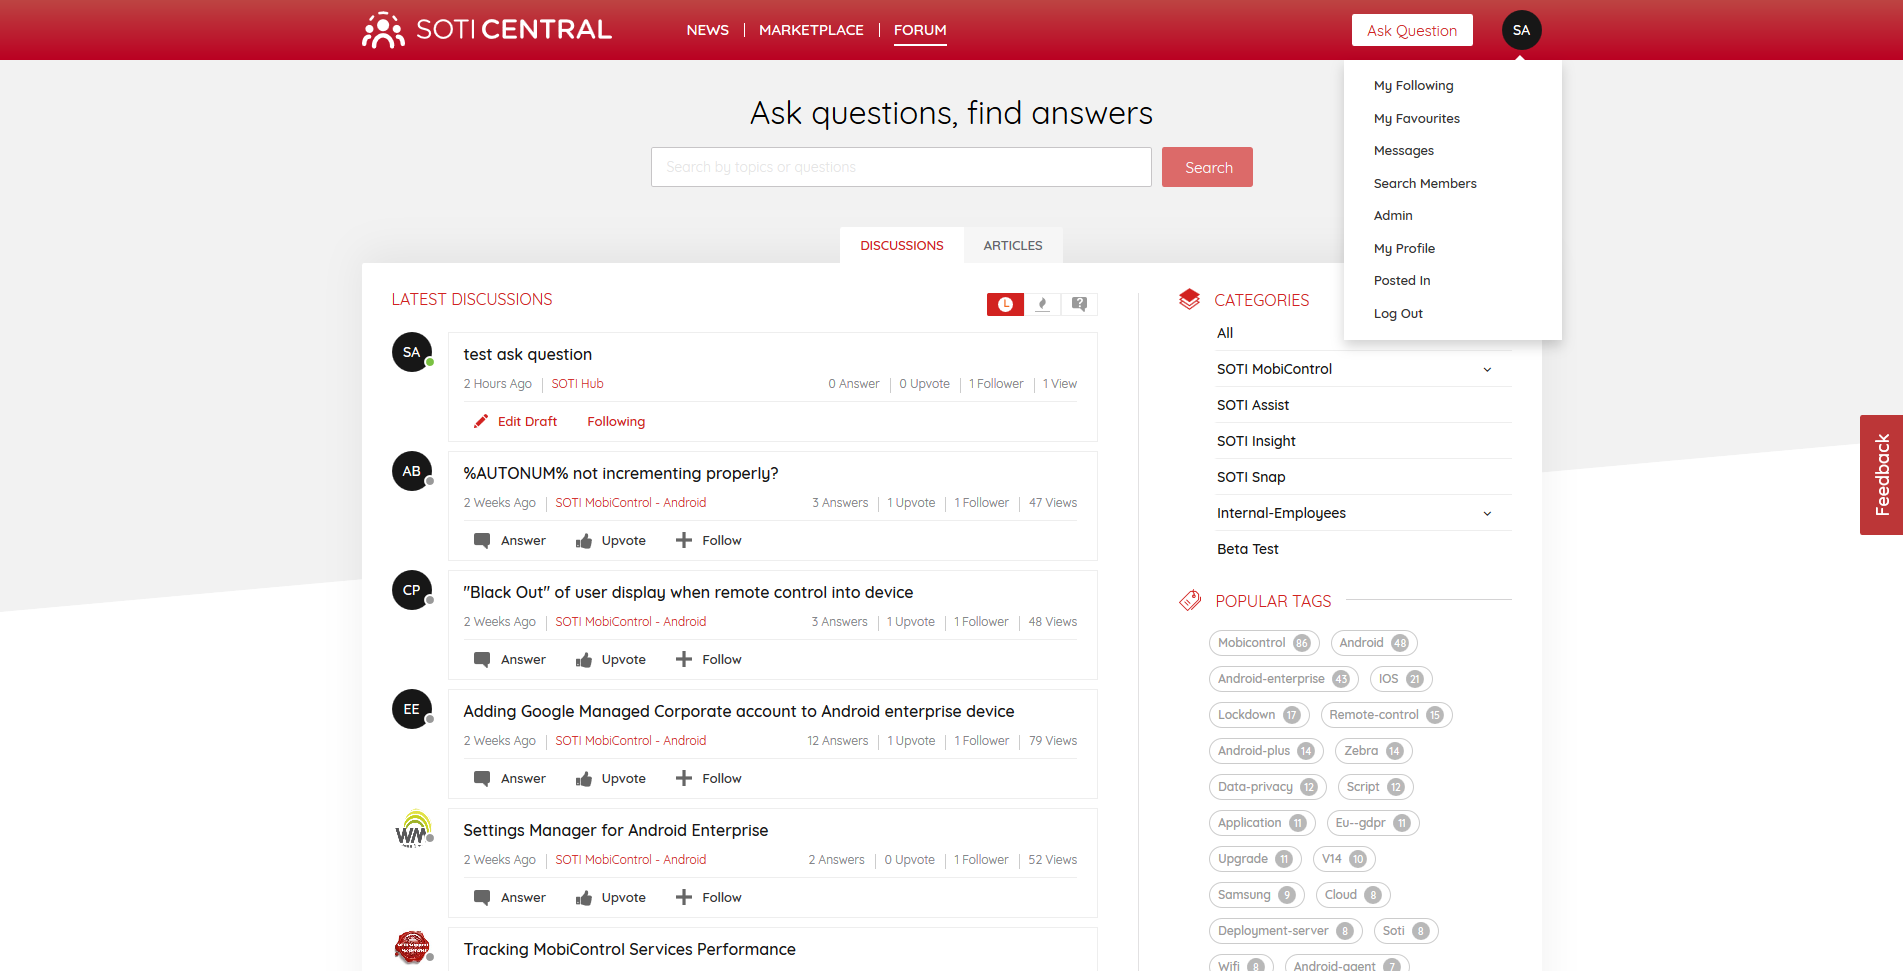 SOTI CENTRAL
NEWS MARKETPLACE FORUM
Ask Question SA
My Following
My Favourites
Messages
Search Members
Admin
My Profile
Posted In
Log Out
Ask questions, find answers
Search by topics or questions Search
DISCUSSIONS ARTICLES
LATEST DISCUSSIONS
SA
test ask question
2 Hours Ago SOTI Hub 0 Answer 0 Upvote 1 Follower 1 View
Edit Draft Following
AB
%AUTONUM% not incrementing properly?
2 Weeks Ago SOTI MobiControl - Android 3 Answers 1 Upvote 1 Follower 47 Views
Answer Upvote Follow
CP
"Black Out" of user display when remote control into device
2 Weeks Ago SOTI MobiControl - Android 3 Answers 1 Upvote 1 Follower 48 Views
Answer Upvote Follow
EE
Adding Google Managed Corporate account to Android enterprise device
2 Weeks Ago SOTI MobiControl - Android 12 Answers 1 Upvote 1 Follower 79 Views
Answer Upvote Follow
WM
Settings Manager for Android Enterprise
2 Weeks Ago SOTI MobiControl - Android 2 Answers 0 Upvote 1 Follower 52 Views
Answer Upvote Follow
Tracking MobiControl Services Performance
CATEGORIES
All
SOTI MobiControl
SOTI Assist
SOTI Insight
SOTI Snap
Internal-Employees
Beta Test
POPULAR TAGS
Mobicontrol 86 Android 48
Android-enterprise 43 IOS 21
Lockdown 17 Remote-control 15
Android-plus 14 Zebra 14
Data-privacy 12 Script 12
Application 11 Eu--gdpr 11
Upgrade 11 V14 10
Samsung 9 Cloud 8
Deployment-server 8 Soti 8
Wifi 8 Android-agent 7
Feedback